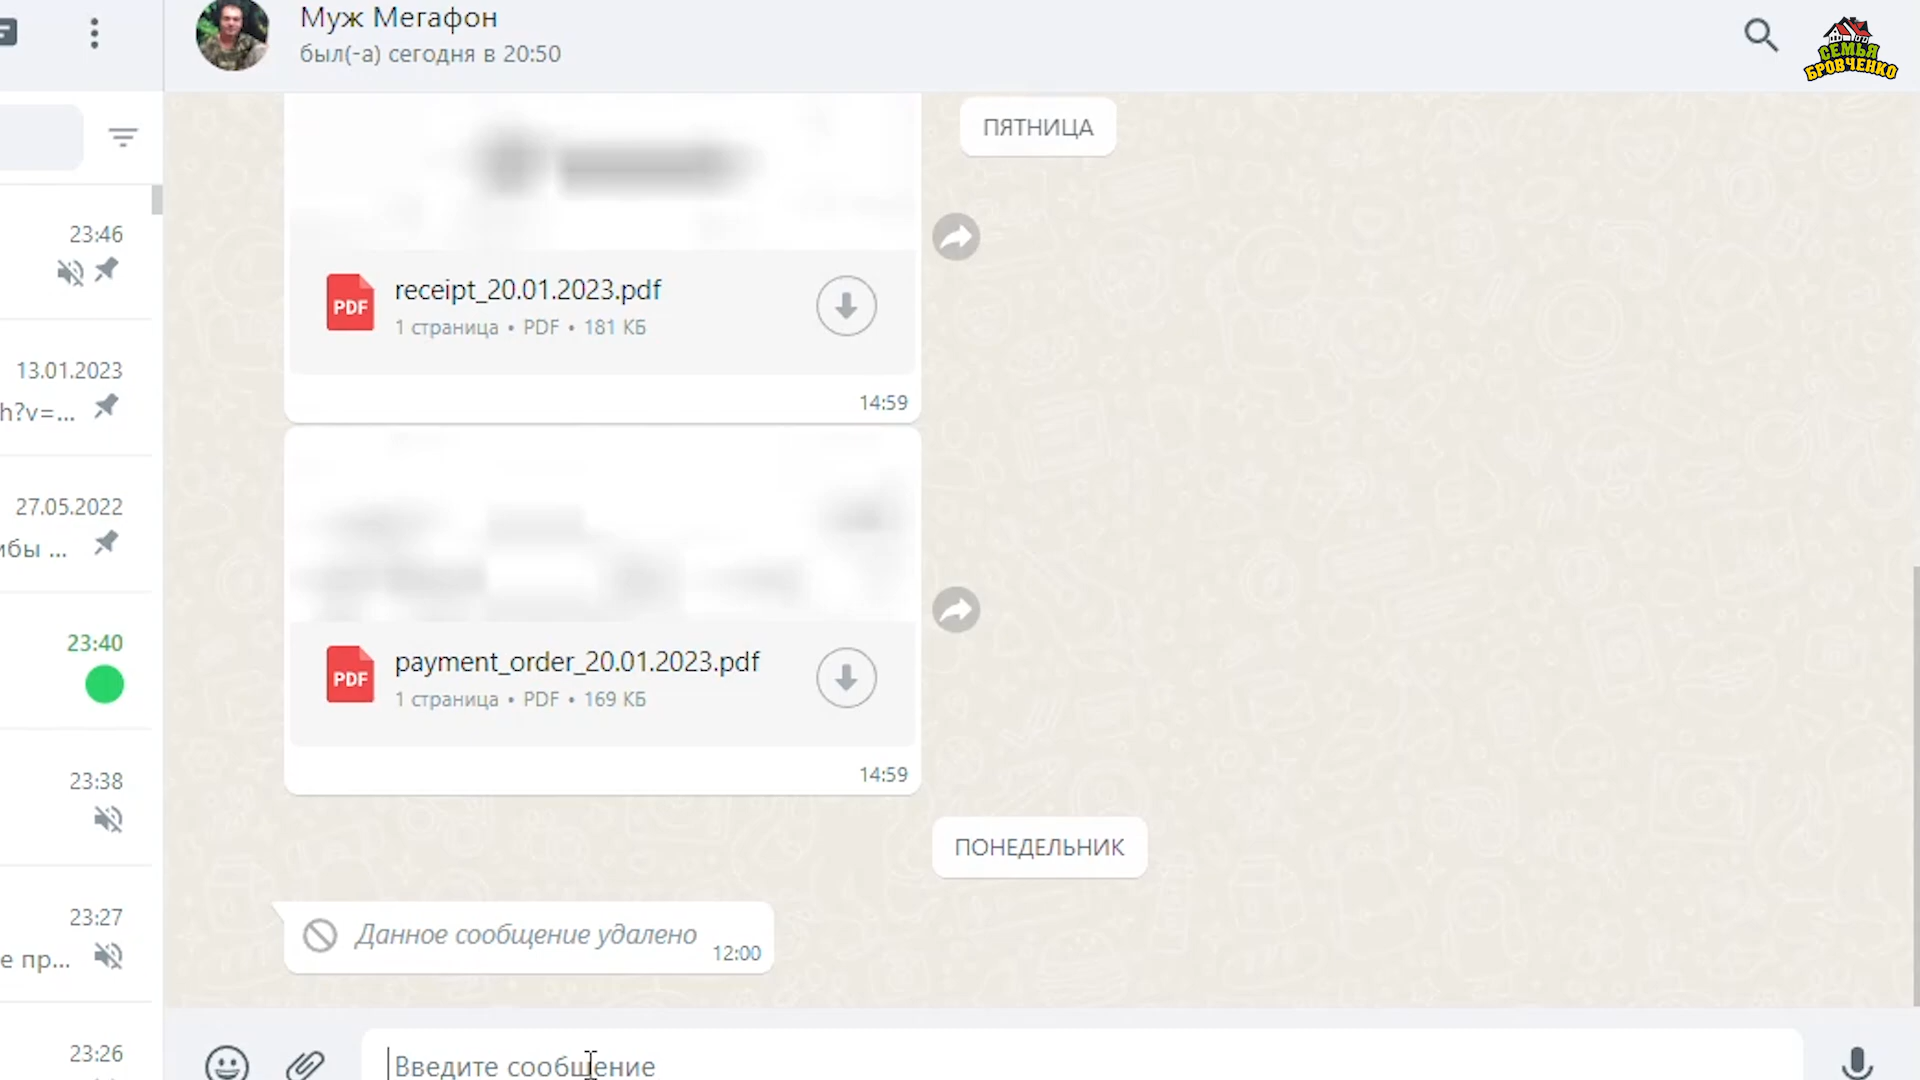 Муж Мегафон
был(-а) сегодня в 20:50
СЕМЬЯ
БРОВЧЕНКО
ПЯТНИЦА
23:46
PDF
receipt_20.01.2023.pdf
1 страница • PDF • 181 КБ
14:59
13.01.2023
h?v=...
27.05.2022
ибы ...
23:40
PDF
payment_order_20.01.2023.pdf
1 страница • PDF • 169 КБ
14:59
23:38
ПОНЕДЕЛЬНИК
23:27
е пр...
Данное сообщение удалено
12:00
23:26
Введите сообщение